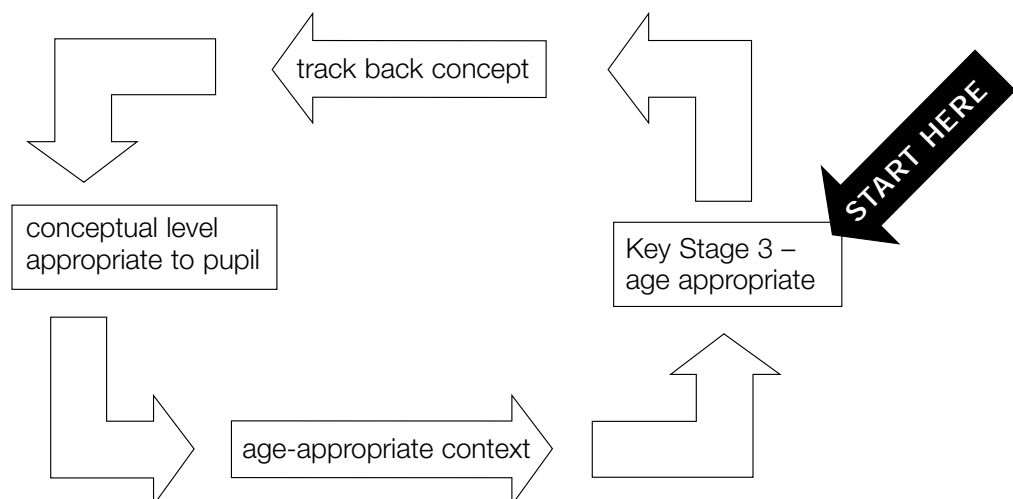 track back concept
START HERE
conceptual level
appropriate to pupil
Key Stage 3 –
age appropriate
age-appropriate context